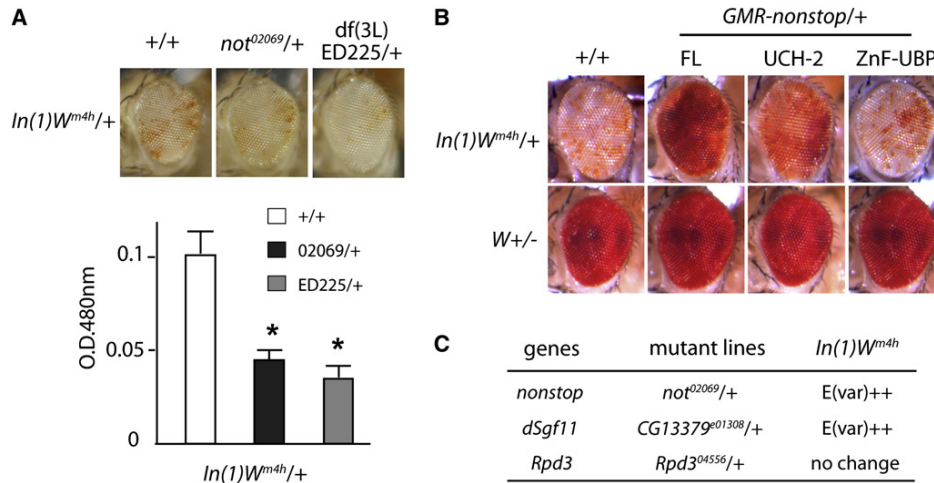 A
+/+
not⁰²⁰⁶⁹/+
df(3L)
ED225/+
In(1)Wᵐ⁴ʰ/+
+/+
02069/+
ED225/+
O.D.480nm
0.1
0.05
0
*
*
In(1)Wᵐ⁴ʰ/+
B
GMR-nonstop/+
+/+
FL
UCH-2
ZnF-UBP
In(1)Wᵐ⁴ʰ/+
W+/-
C
genes
mutant lines
In(1)Wᵐ⁴ʰ
nonstop
not⁰²⁰⁶⁹/+
E(var)++
dSgf11
CG13379ᵉ⁰¹³⁰⁸/+
E(var)++
Rpd3
Rpd3⁰⁴⁵⁵⁶/+
no change